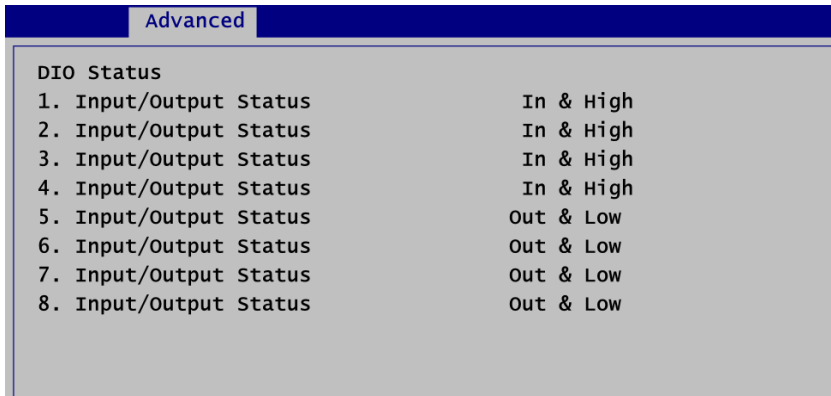 Advanced
DIO Status
1. Input/Output Status In & High
2. Input/Output Status In & High
3. Input/Output Status In & High
4. Input/Output Status In & High
5. Input/Output Status Out & Low
6. Input/Output Status Out & Low
7. Input/Output Status Out & Low
8. Input/Output Status Out & Low